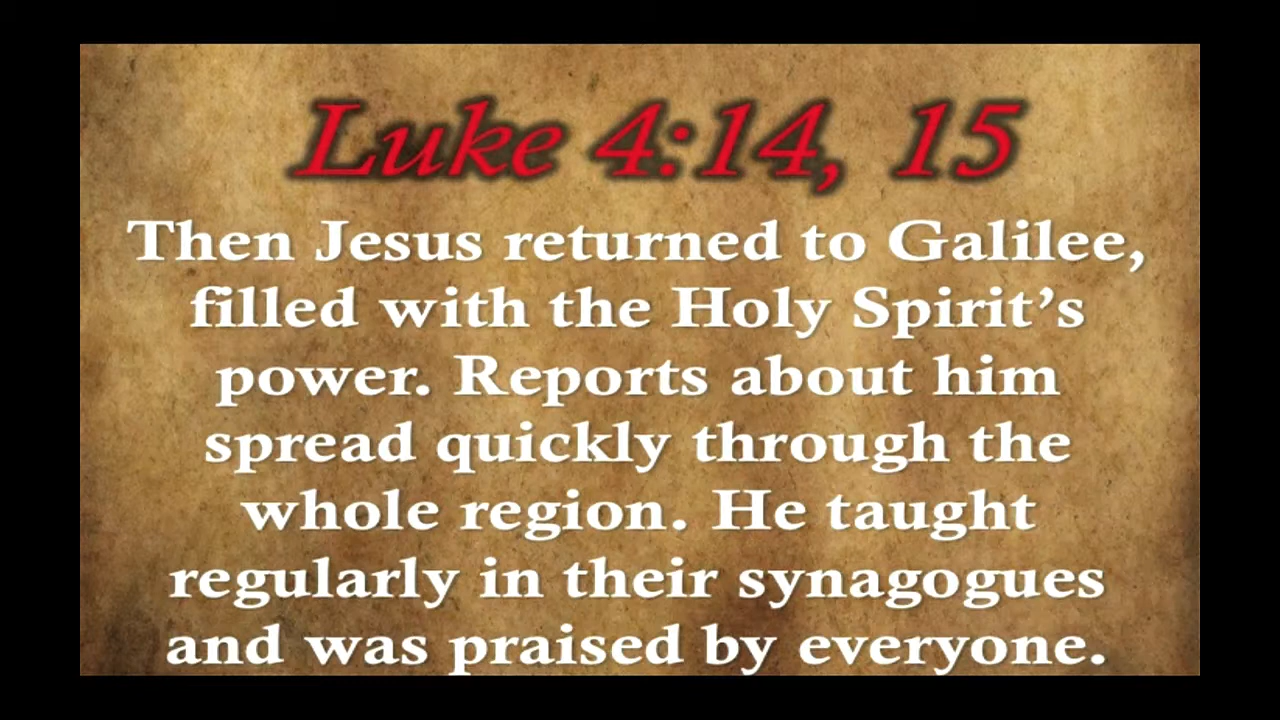 Luke 4:14, 15
Then Jesus returned to Galilee,
filled with the Holy Spirit’s
power. Reports about him
spread quickly through the
whole region. He taught
regularly in their synagogues
and was praised by everyone.